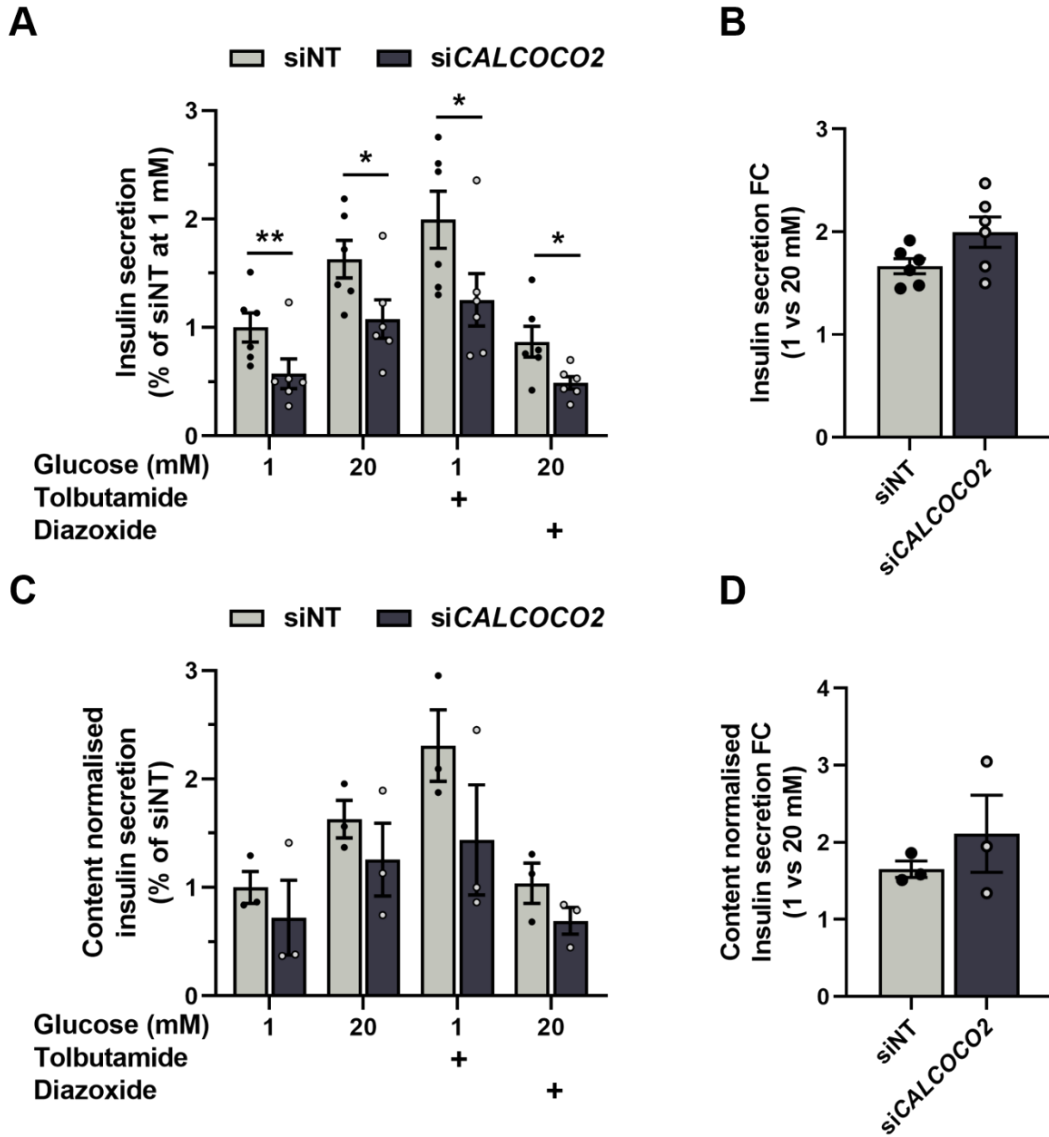 A
siNT siCALCOCO2
Insulin secretion
(% of siNT at 1 mM)
3
2
1
0
** * * *
Glucose (mM) 1 20 1 20
Tolbutamide +
Diazoxide +
B
Insulin secretion FC
(1 vs 20 mM)
3
2
1
0
siNT
siCALCOCO2
C
siNT siCALCOCO2
Content normalised
insulin secretion
(% of siNT)
3
2
1
0
Glucose (mM) 1 20 1 20
Tolbutamide +
Diazoxide +
D
Content normalised
Insulin secretion FC
(1 vs 20 mM)
4
3
2
1
0
siNT
siCALCOCO2